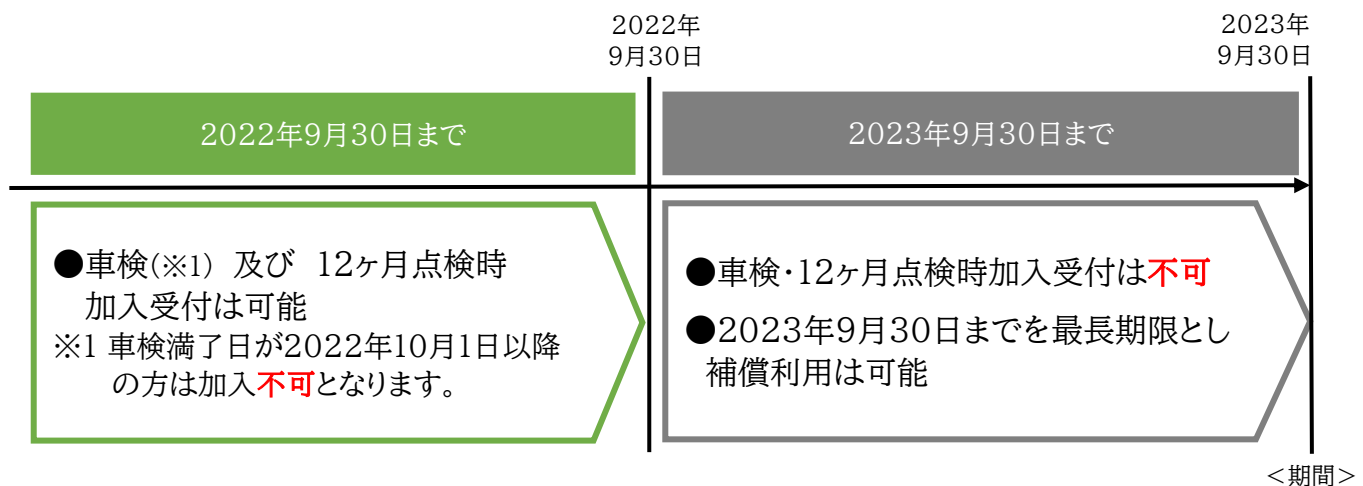 2022年
9月30日
2023年
9月30日
2022年9月30日まで
2023年9月30日まで
●車検(※1) 及び 12ヶ月点検時
加入受付は可能
※1 車検満了日が2022年10月1日以降
の方は加入不可となります。
●車検・12ヶ月点検時加入受付は不可
●2023年9月30日までを最長期限とし
補償利用は可能
＜期間＞